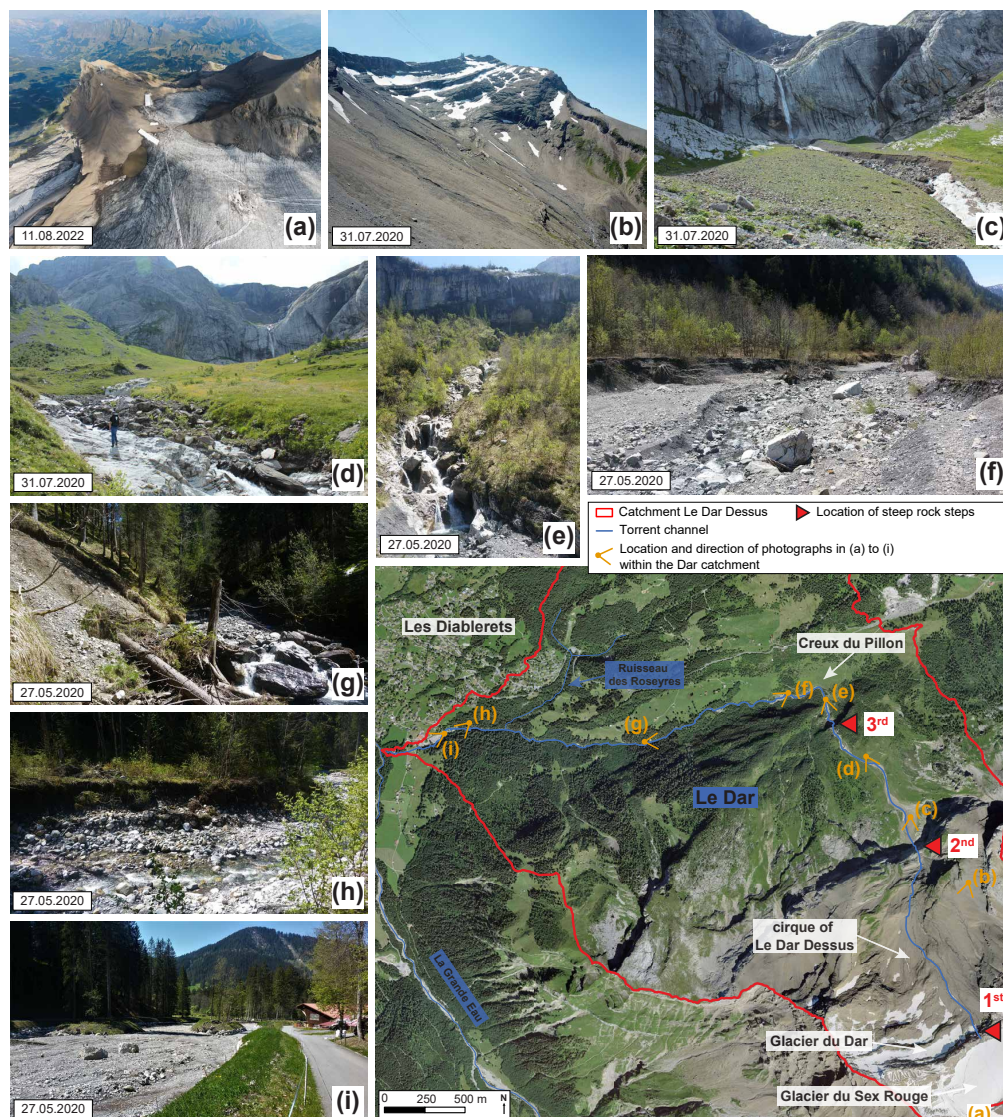 (a)
11.08.2022
(b)
31.07.2020
(c)
31.07.2020
(d)
31.07.2020
(e)
27.05.2020
(f)
27.05.2020
Catchment Le Dar Dessus
Location of steep rock steps
Torrent channel
Location and direction of photographs in (a) to (i)
within the Dar catchment
(g)
27.05.2020
(h)
27.05.2020
(i)
27.05.2020
Les Diablerets
Creux du Pillon
Ruisseau
des Roseyres
(h)
(i)
(g)
(f)
(e)
3rd
(d)
Le Dar
(c)
2nd
(b)
cirque of
Le Dar Dessus
La Grande Eau
1st
Glacier du Dar
Glacier du Sex Rouge
(a)
0 250 500 m
N